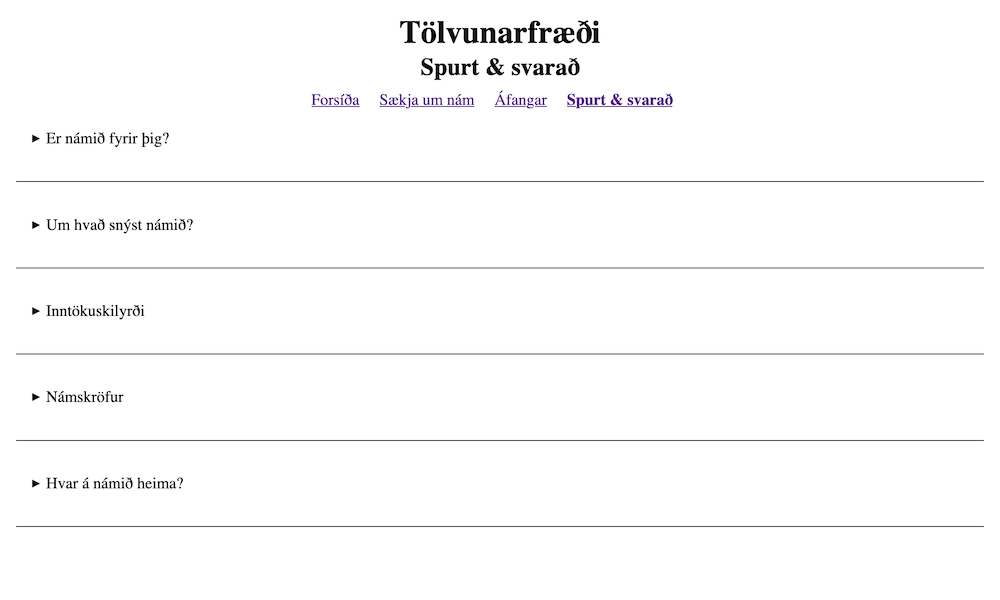 Tölvunarfræði
Spurt & svarað
Forsíða Sækja um nám Áfangar Spurt & svarað
Er námið fyrir þig?
Um hvað snýst námið?
Inntökuskilyrði
Námskröfur
Hvar á námið heima?